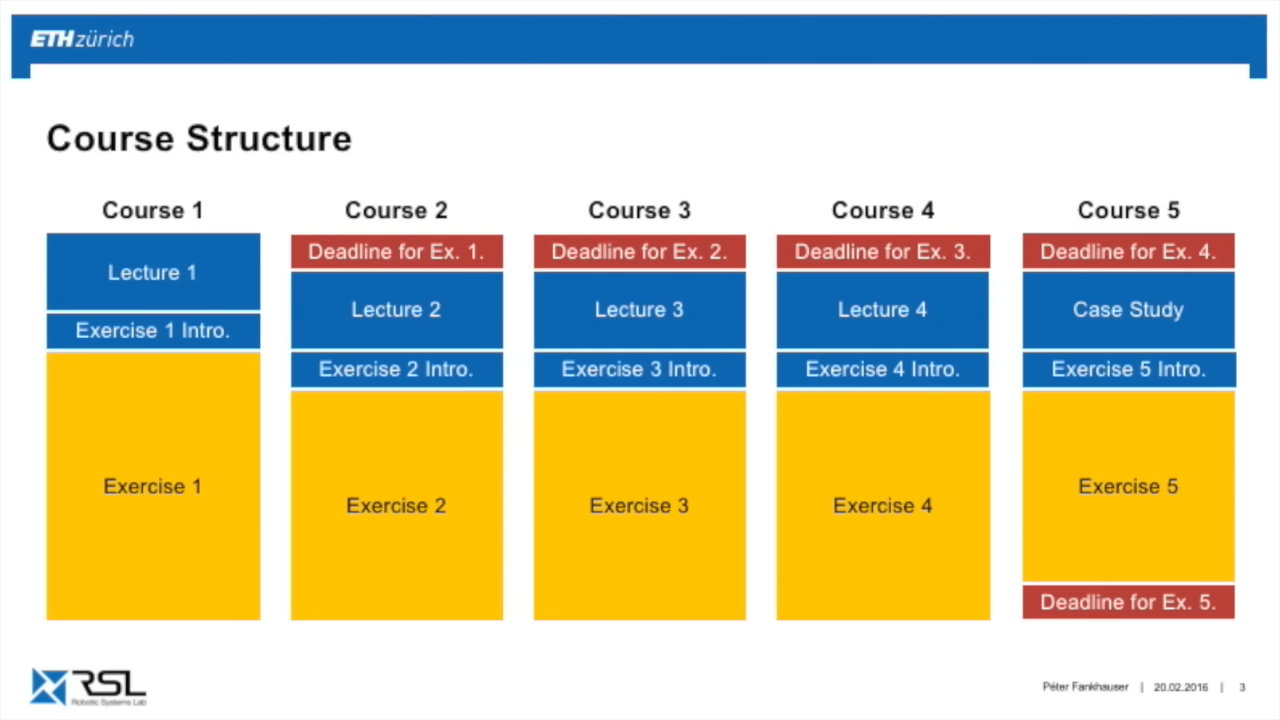 ETH zürich
Course Structure
Course 1
Lecture 1
Exercise 1 Intro.
Exercise 1
Course 2
Deadline for Ex. 1.
Lecture 2
Exercise 2 Intro.
Exercise 2
Course 3
Deadline for Ex. 2.
Lecture 3
Exercise 3 Intro.
Exercise 3
Course 4
Deadline for Ex. 3.
Lecture 4
Exercise 4 Intro.
Exercise 4
Course 5
Deadline for Ex. 4.
Case Study
Exercise 5 Intro.
Exercise 5
Deadline for Ex. 5.
RSL
Robotic Systems Lab
Péter Fankhauser | 20.02.2016 | 3